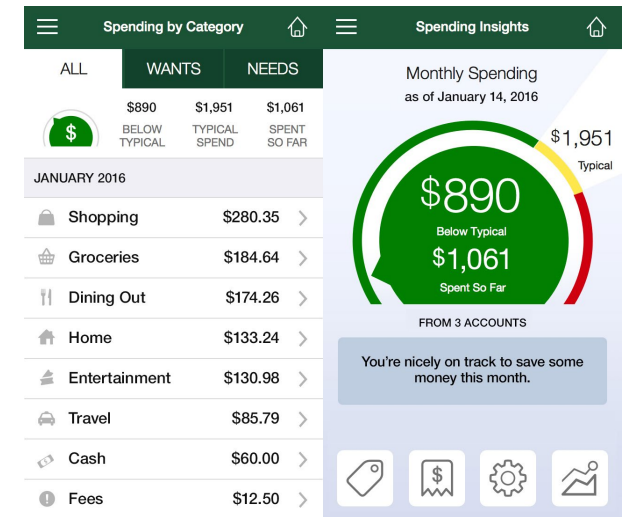 Spending by Category
ALL
WANTS
NEEDS
$
$890
BELOW
TYPICAL
$1,951
TYPICAL
SPEND
$1,061
SPENT
SO FAR
JANUARY 2016
Shopping $280.35
Groceries $184.64
Dining Out $174.26
Home $133.24
Entertainment $130.98
Travel $85.79
Cash $60.00
Fees $12.50
Spending Insights
Monthly Spending
as of January 14, 2016
$1,951
Typical
$890
Below Typical
$1,061
Spent So Far
FROM 3 ACCOUNTS
You're nicely on track to save some
money this month.
$